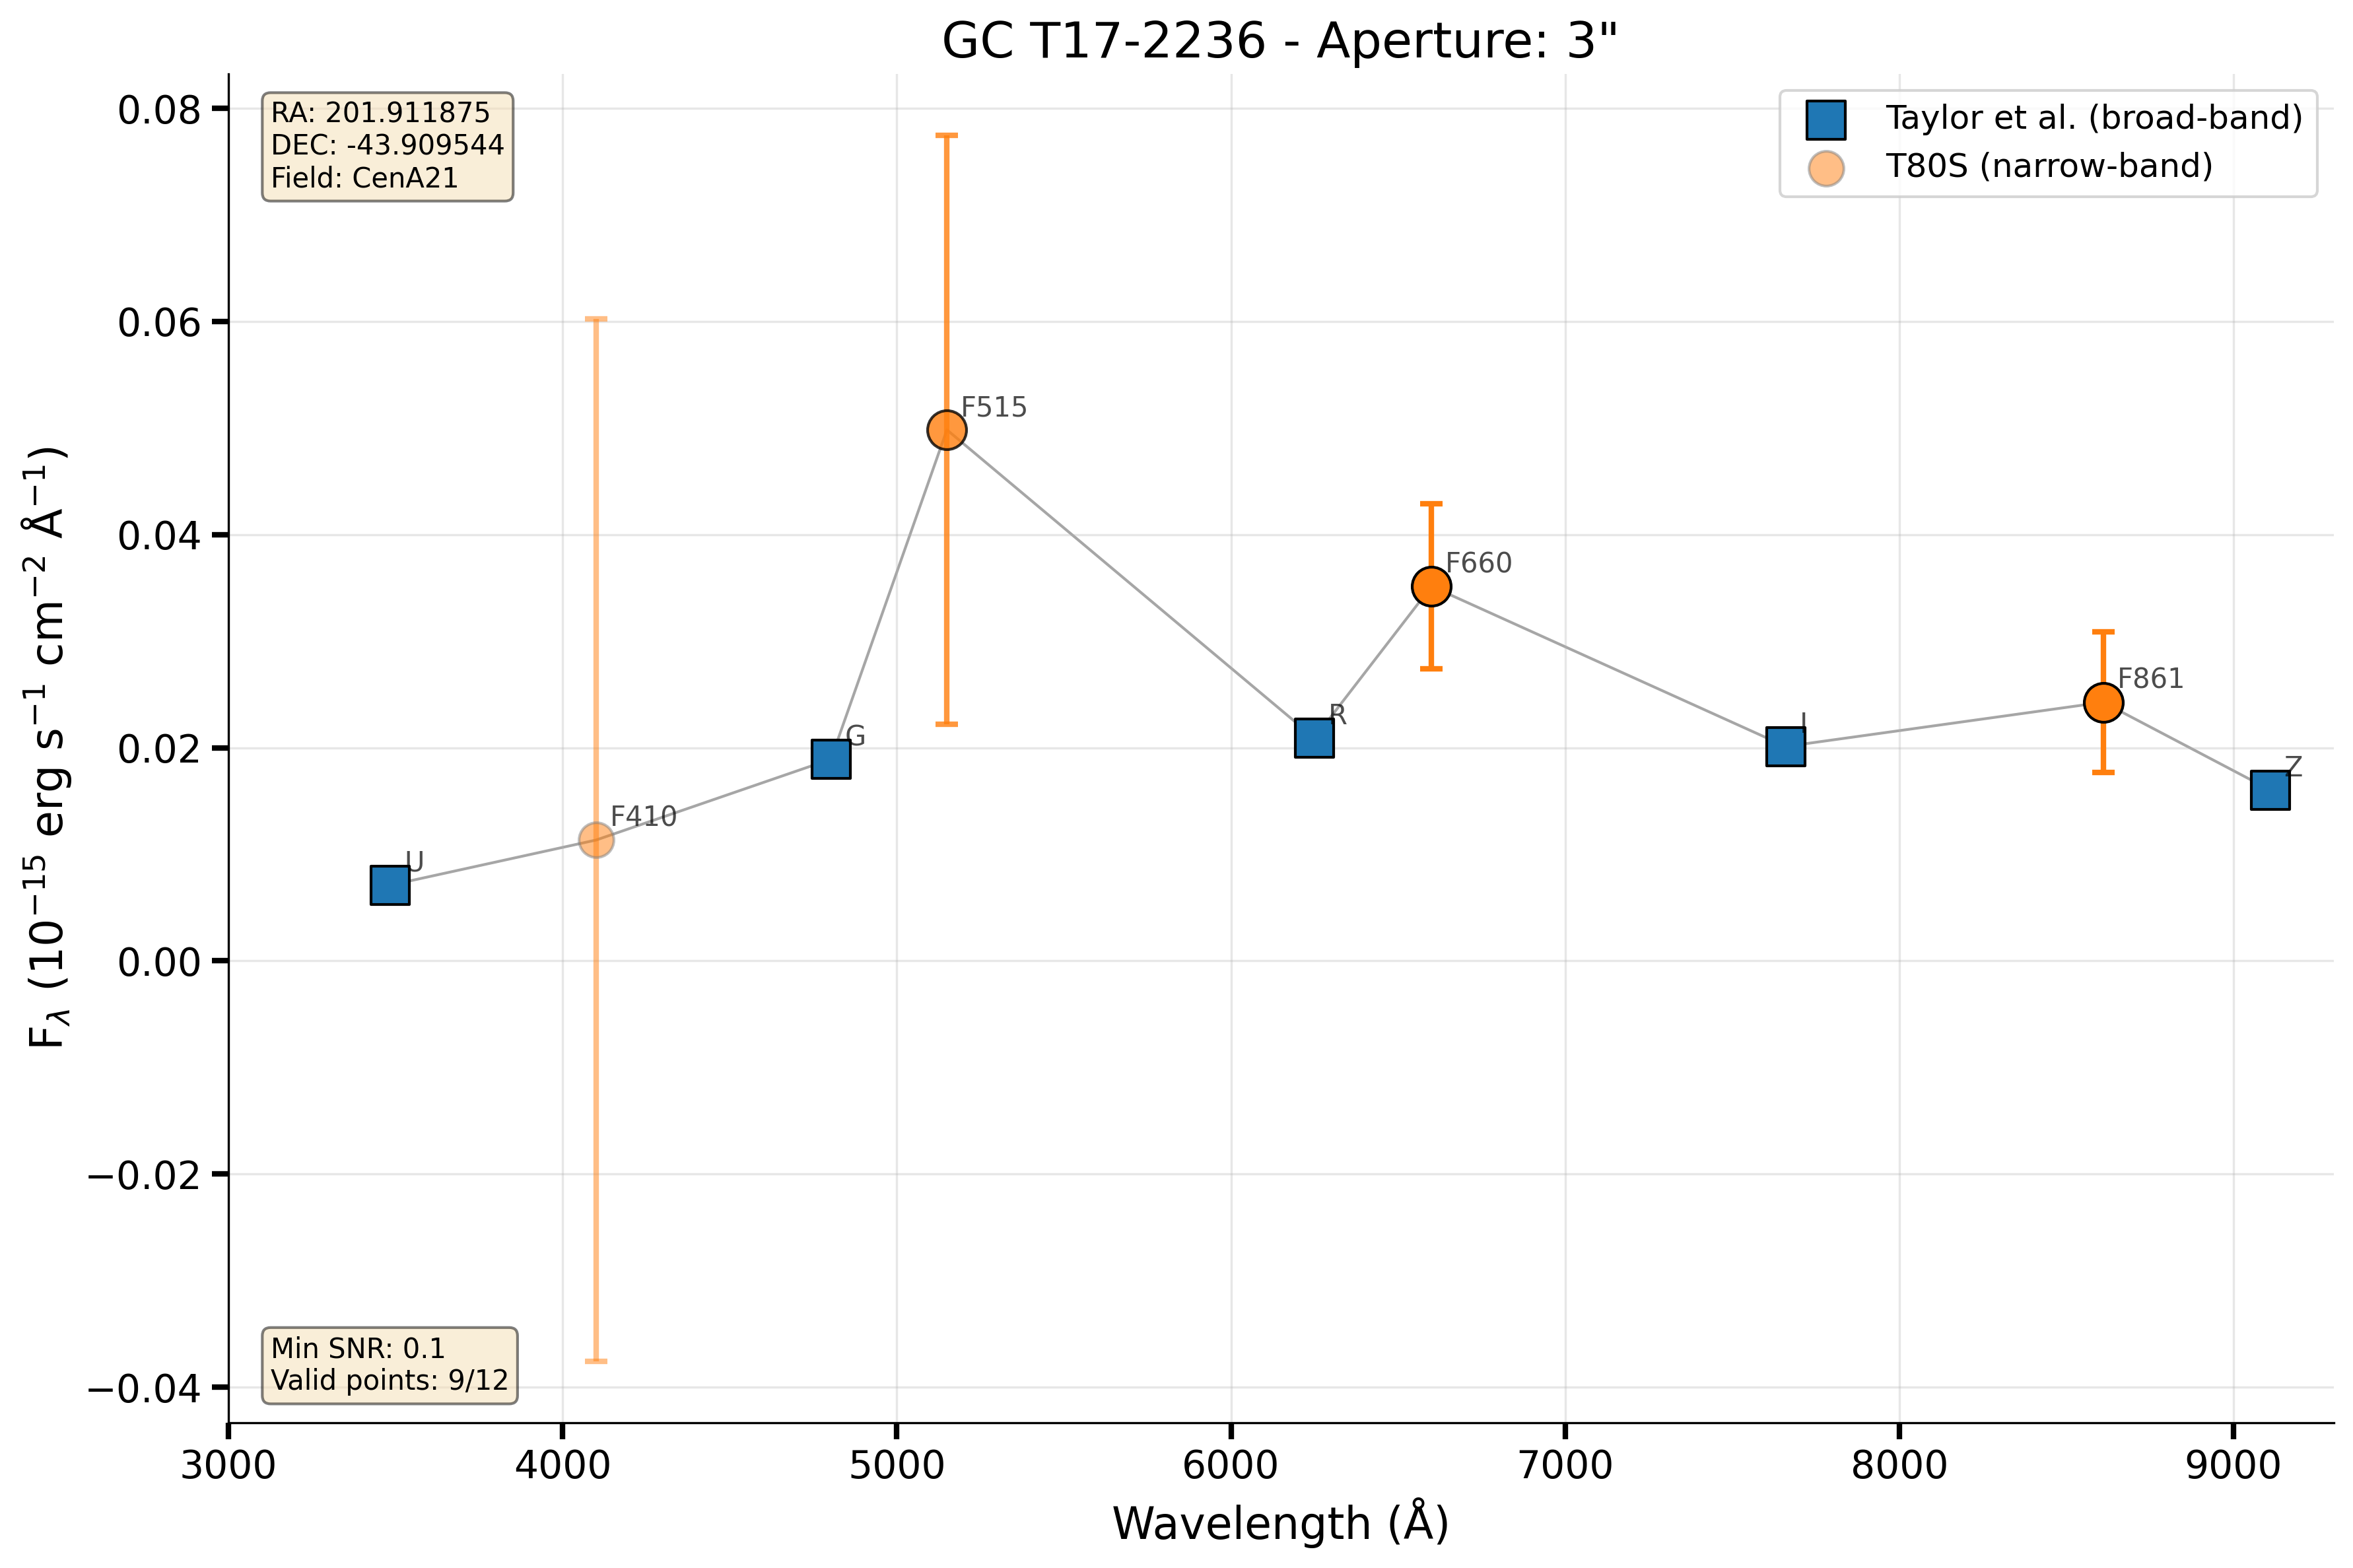 GC T17-2236 - Aperture: 3"
RA: 201.911875
DEC: -43.909544
Field: CenA21
Taylor et al. (broad-band)
T80S (narrow-band)
0.08
0.06
0.04
0.02
0.00
−0.02
−0.04
F_λ (10⁻¹⁵ erg s⁻¹ cm⁻² Å⁻¹)
U
F410
G
F515
R
F660
I
F861
Z
Min SNR: 0.1
Valid points: 9/12
3000 4000 5000 6000 7000 8000 9000
Wavelength (Å)